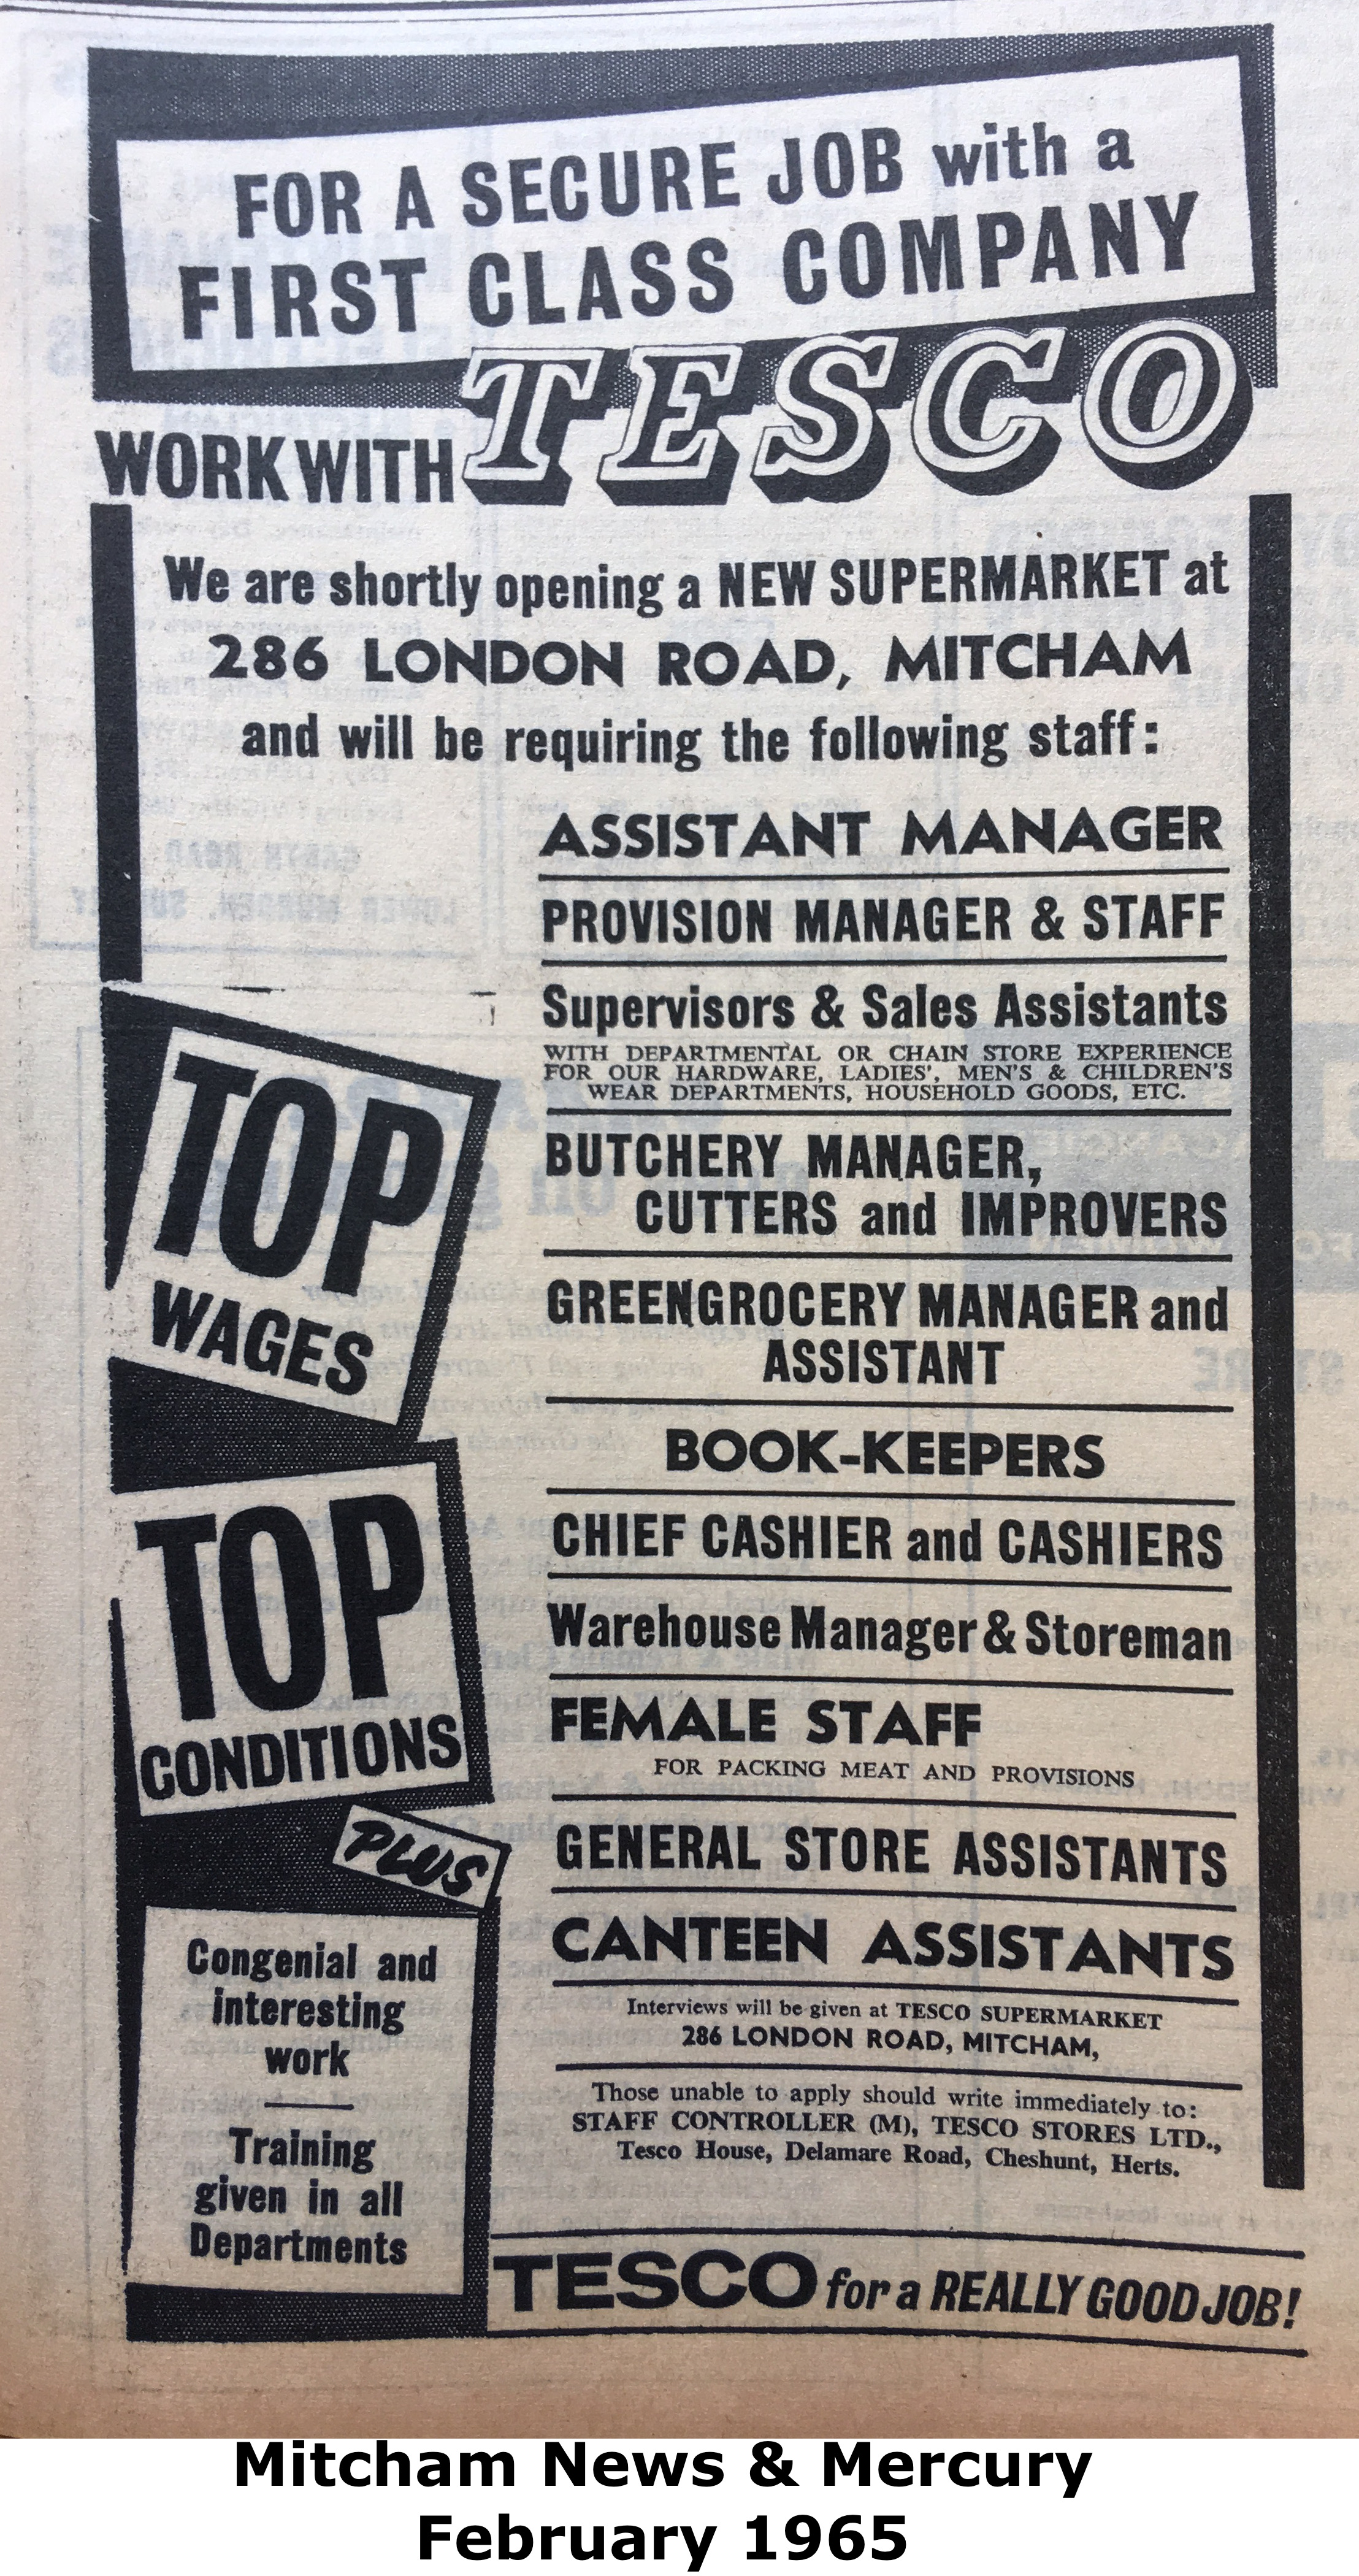 FOR A SECURE JOB with a
FIRST CLASS COMPANY
WORK WITH TESCO
We are shortly opening a NEW SUPERMARKET at
286 LONDON ROAD, MITCHAM
and will be requiring the following staff:
ASSISTANT MANAGER
PROVISION MANAGER & STAFF
Supervisors & Sales Assistants
WITH DEPARTMENTAL OR CHAIN STORE EXPERIENCE
FOR OUR HARDWARE, LADIES', MEN'S & CHILDREN'S
WEAR DEPARTMENTS, HOUSEHOLD GOODS, ETC.
BUTCHERY MANAGER,
CUTTERS and IMPROVERS
GREENGROCERY MANAGER and
ASSISTANT
BOOK-KEEPERS
CHIEF CASHIER and CASHIERS
Warehouse Manager & Storeman
FEMALE STAFF
FOR PACKING MEAT AND PROVISIONS
GENERAL STORE ASSISTANTS
CANTEEN ASSISTANTS
Interviews will be given at TESCO SUPERMARKET
286 LONDON ROAD, MITCHAM,
Those unable to apply should write immediately to:
STAFF CONTROLLER (M), TESCO STORES LTD.,
Tesco House, Delamare Road, Cheshunt, Herts.
TOP
WAGES
TOP
CONDITIONS
PLUS
Congenial and
interesting
work
Training
given in all
Departments
TESCO for a REALLY GOOD JOB!
Mitcham News & Mercury
February 1965